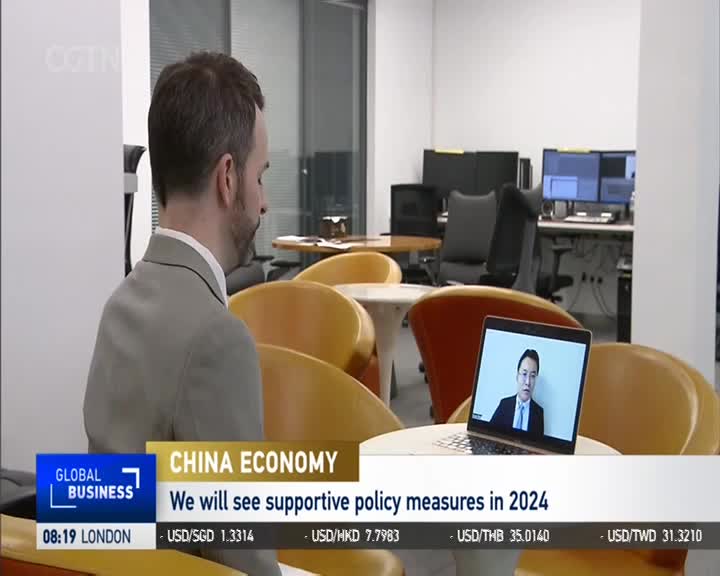 CGTN
CHINA ECONOMY
GLOBAL
BUSINESS
We will see supportive policy measures in 2024
08:19 LONDON
- USD/SGD 1.3314 - USD/HKD 7.7983 - USD/THB 35.0140 - USD/TWD 31.3210